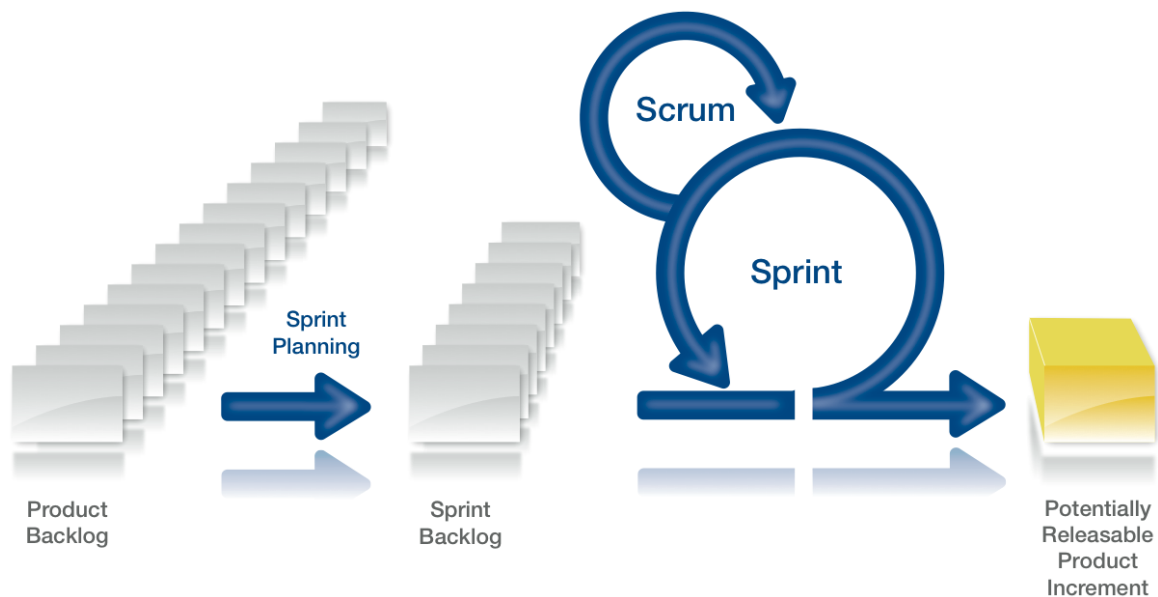 Scrum
Sprint
Sprint
Planning
Product
Backlog
Sprint
Backlog
Potentially
Releasable
Product
Increment